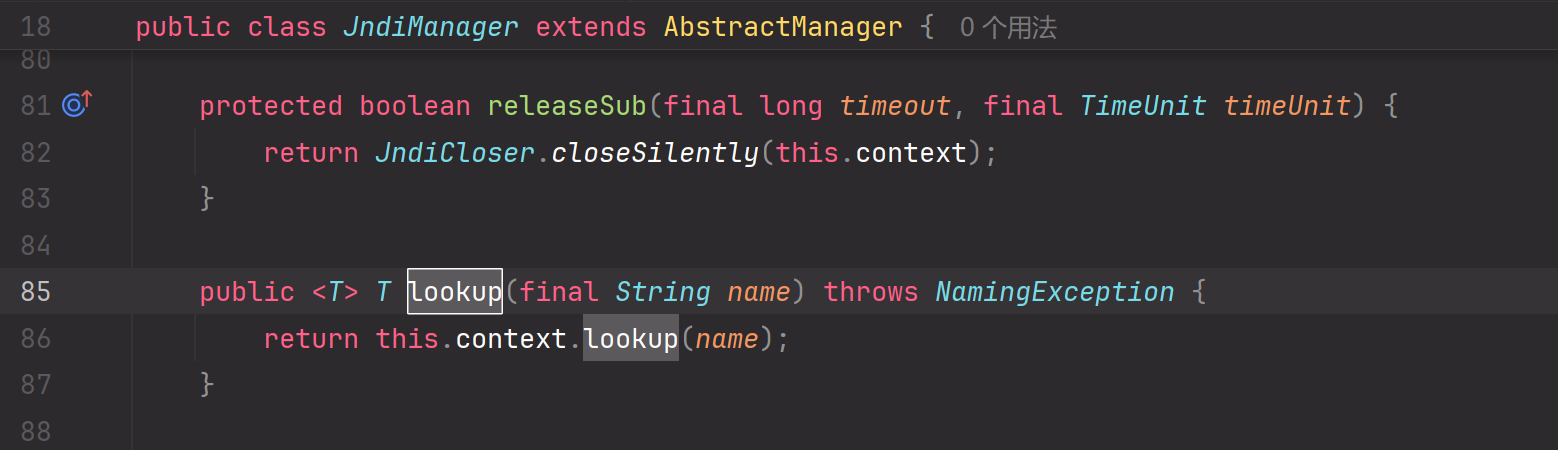 18 public class JndiManager extends AbstractManager { 0 个用法
80
81 protected boolean releaseSub(final long timeout, final TimeUnit timeUnit) {
82 return JndiCloser.closeSilently(this.context);
83 }
84
85 public <T> T lookup(final String name) throws NamingException {
86 return this.context.lookup(name);
87 }
88